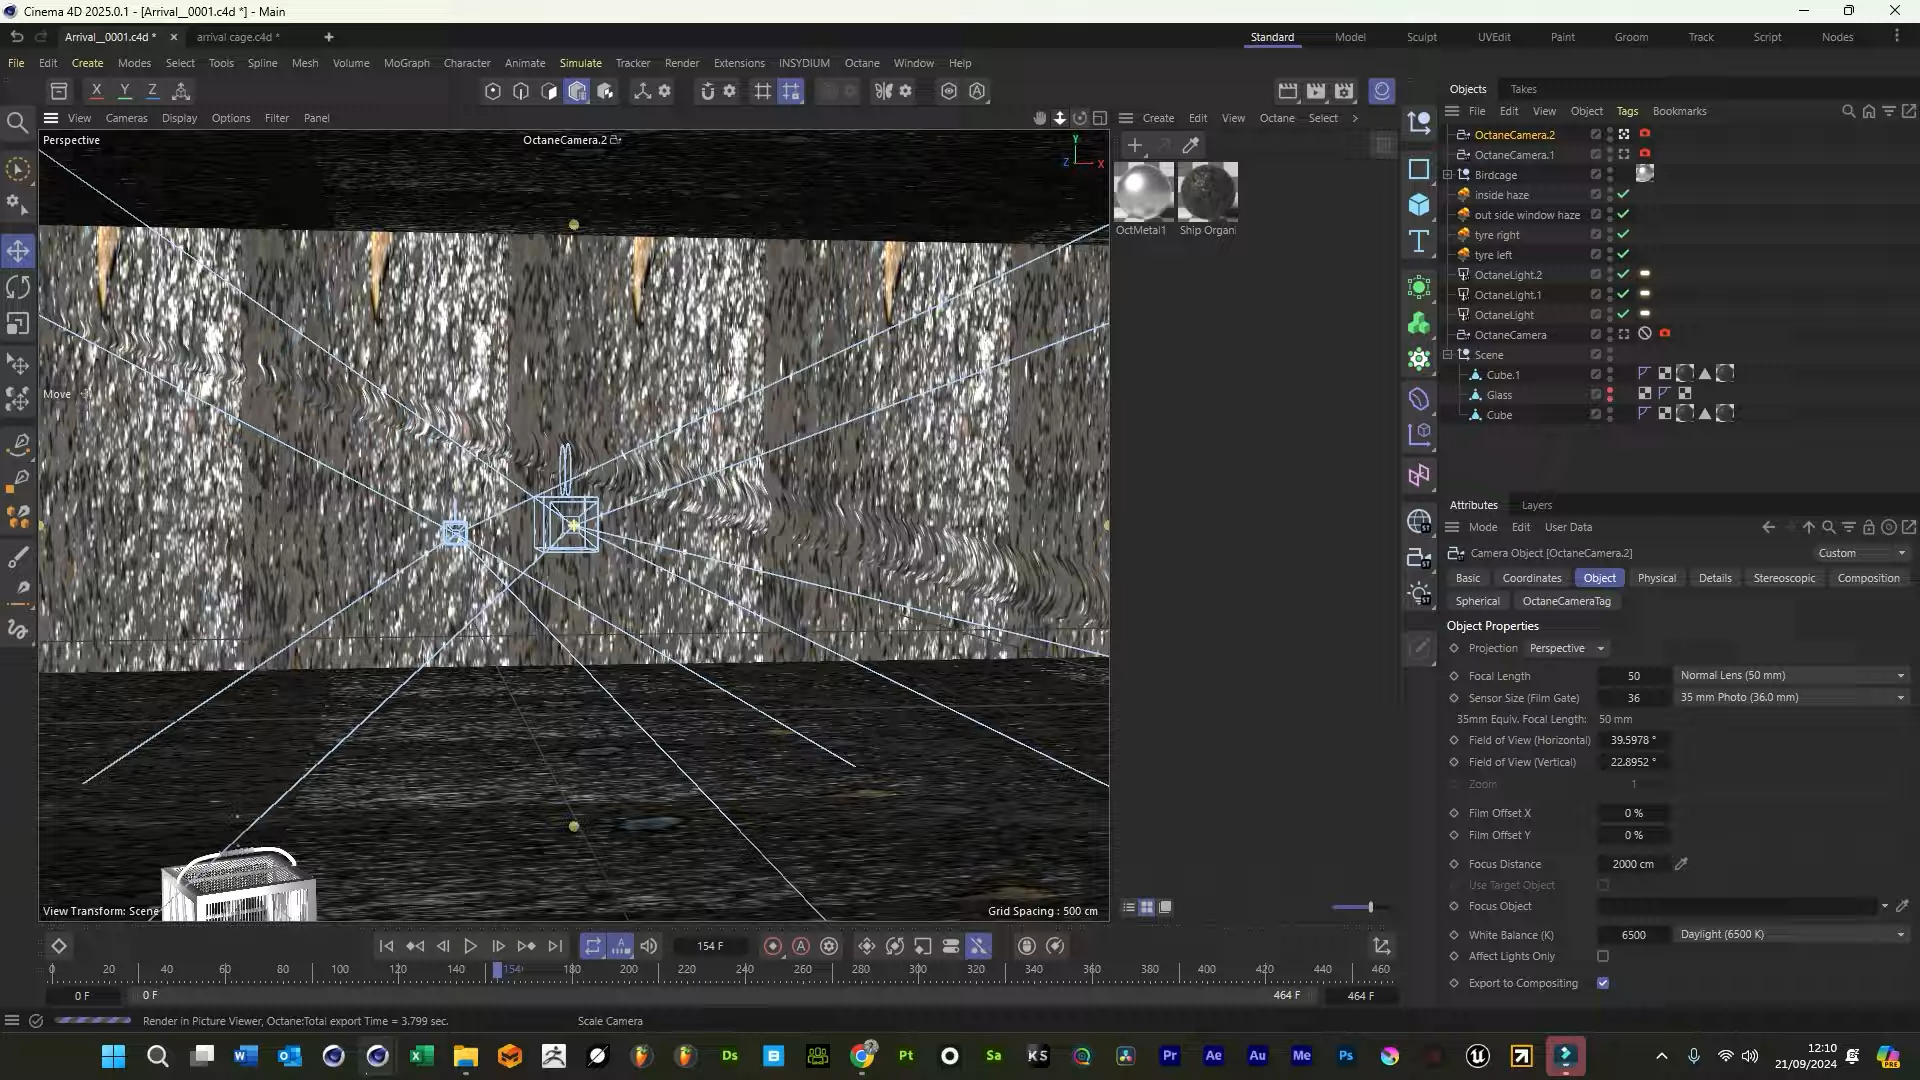 Cinema 4D 2025.0.1 - [Arrival__0001.c4d *] - Main
Arrival__0001.c4d *
arrival cage.c4d *
Standard
Model
Sculpt
UVEdit
Paint
Groom
Track
Script
Nodes
File Edit Create Modes Select Tools Spline Mesh Volume MoGraph Character Animate Simulate Tracker Render Extensions INSYDIUM Octane Window Help
X Y Z
View Cameras Display Options Filter Panel
Create Edit View Octane Select
Objects Takes
File Edit View Object Tags Bookmarks
Perspective
OctaneCamera.2
Y
Z X
Move
View Transform: Scene
Grid Spacing : 500 cm
OctMetal1
Ship Organi
OctaneCamera.2
OctaneCamera.1
Birdcage
inside haze
out side window haze
tyre right
tyre left
OctaneLight.2
OctaneLight.1
OctaneLight
OctaneCamera
Scene
Cube.1
Glass
Cube
Attributes Layers
Mode Edit User Data
Camera Object [OctaneCamera.2]
Custom
Basic Coordinates Object Physical Details Stereoscopic Composition
Spherical OctaneCameraTag
Object Properties
Projection Perspective
Focal Length 50 Normal Lens (50 mm)
Sensor Size (Film Gate) 36 35 mm Photo (36.0 mm)
35mm Equiv. Focal Length: 50 mm
Field of View (Horizontal) 39.5978 °
Field of View (Vertical) 22.8952 °
Zoom 1
Film Offset X 0 %
Film Offset Y 0 %
Focus Distance 2000 cm
Use Target Object
Focus Object
White Balance (K) 6500 Daylight (6500 K)
Affect Lights Only
Export to Compositing
154 F
0 20 40 60 80 100 120 140 154 180 200 220 240 260 280 300 320 340 360 380 400 420 440 460
0 F 0 F 464 F 464 F
Render in Picture Viewer, Octane:Total export Time = 3.799 sec.
Scale Camera
Ds
Pt
Sa
KS
Pr
Ae
Au
Me
Ps
12:10
21/09/2024
PRE